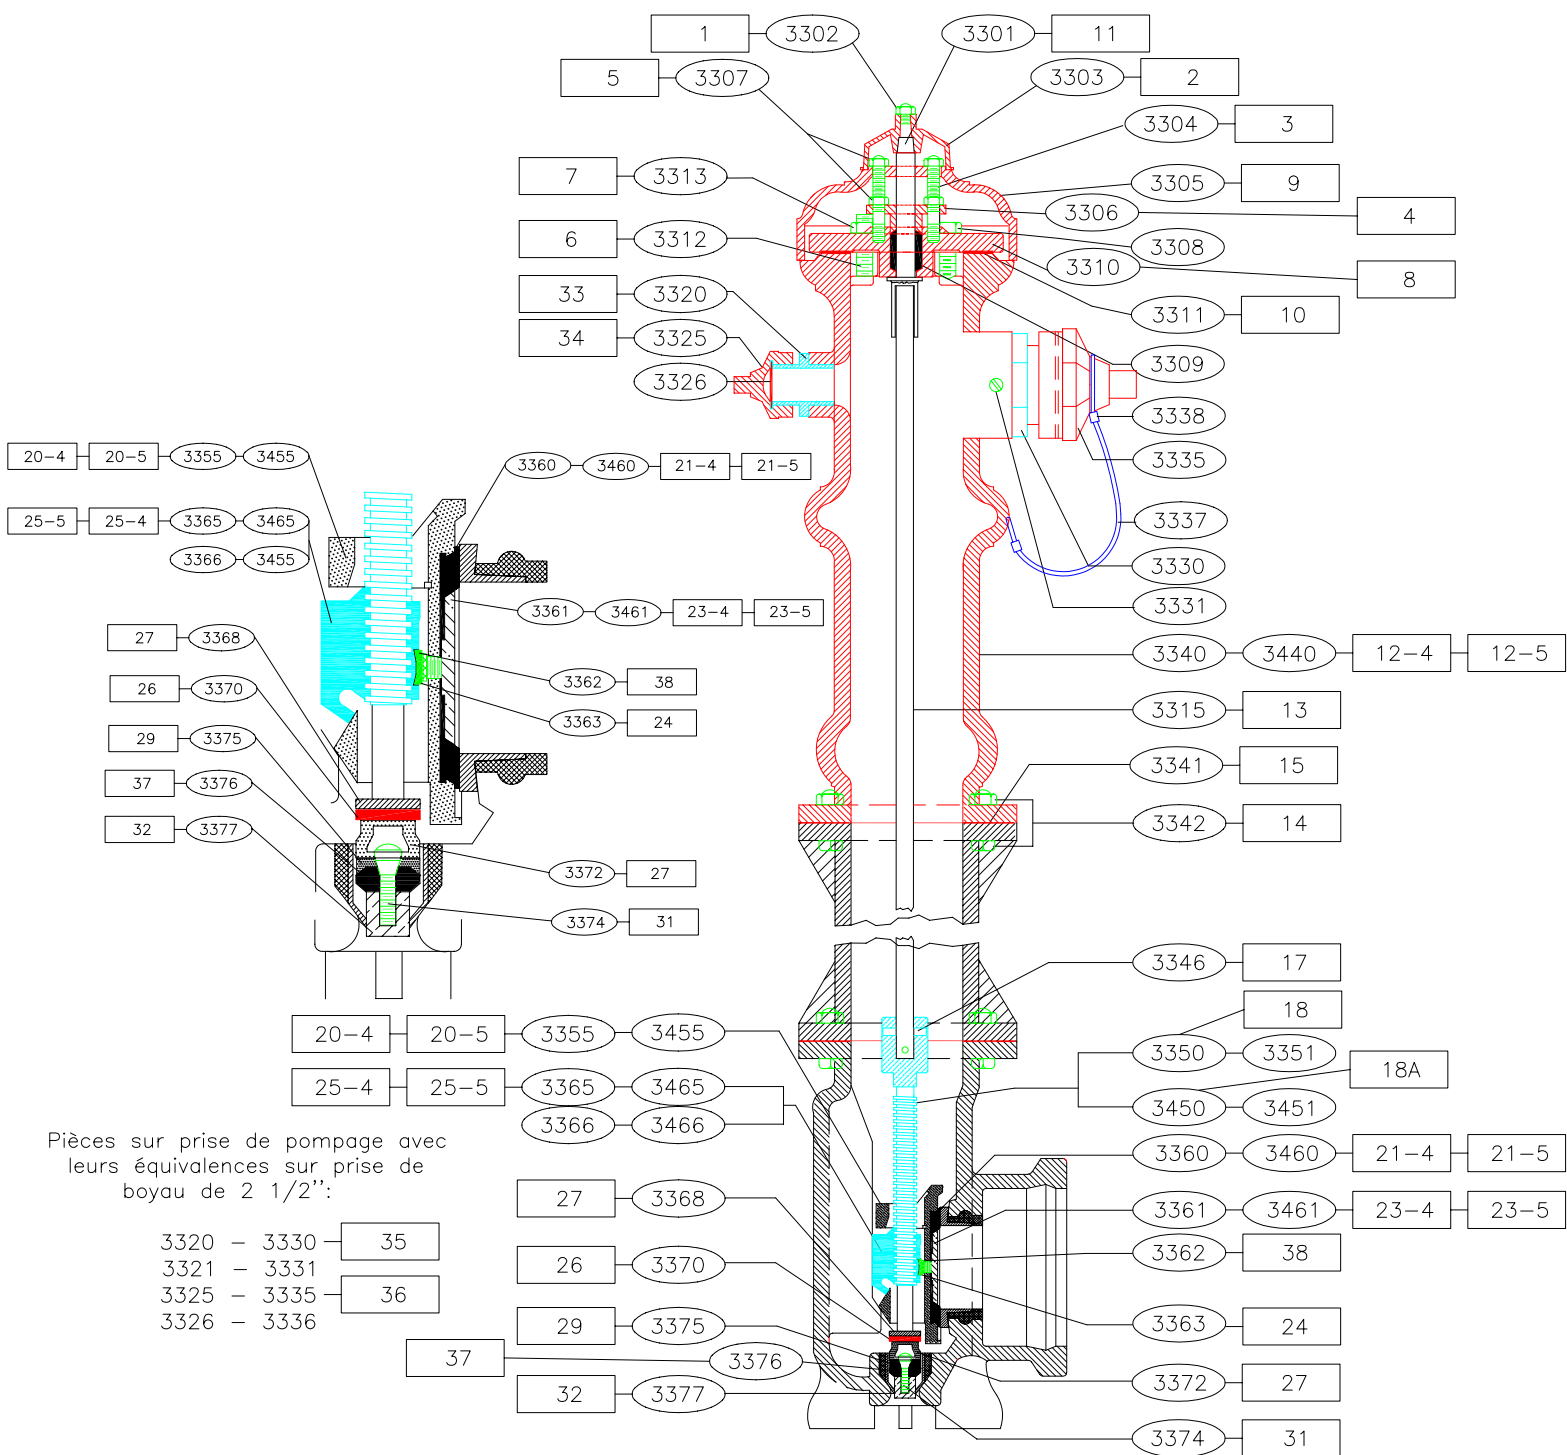 1 3302 3301 11
5 3307 3303 2
3304 3
7 3313 3305 9
3306 4
6 3312 3308
3310 8
33 3320 3311 10
34 3325 3309
3326
3338
3335
20-4 20-5 3355 3455
3360 3460 21-4 21-5
25-5 25-4 3365 3465
3337
3366 3455
3330
3361 3461 23-4 23-5
3331
27 3368
3340 3440 12-4 12-5
3362 38
26 3370
3315 13
3363 24
29 3375
3341 15
37 3376
3342 14
32 3377
3372 27
3374 31
3346 17
18
20-4 20-5 3355 3455
3350 3351
18A
25-4 25-5 3365 3465
3450 3451
3366 3466
Pièces sur prise de pompage avec
leurs équivalences sur prise de
boyau de 2 1/2'':
3360 3460 21-4 21-5
27 3368
3361 3461 23-4 23-5
3320 - 3330 35
3362 38
3321 - 3331
26 3370
3325 - 3335 36
3326 - 3336
29 3375
3363 24
37 3376
32 3377
3372 27
3374 31